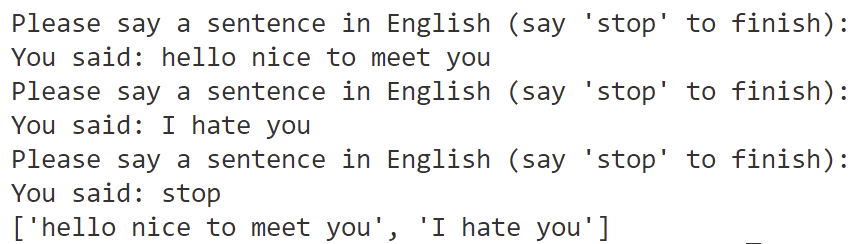 Please say a sentence in English (say 'stop' to finish):
You said: hello nice to meet you
Please say a sentence in English (say 'stop' to finish):
You said: I hate you
Please say a sentence in English (say 'stop' to finish):
You said: stop
['hello nice to meet you', 'I hate you']